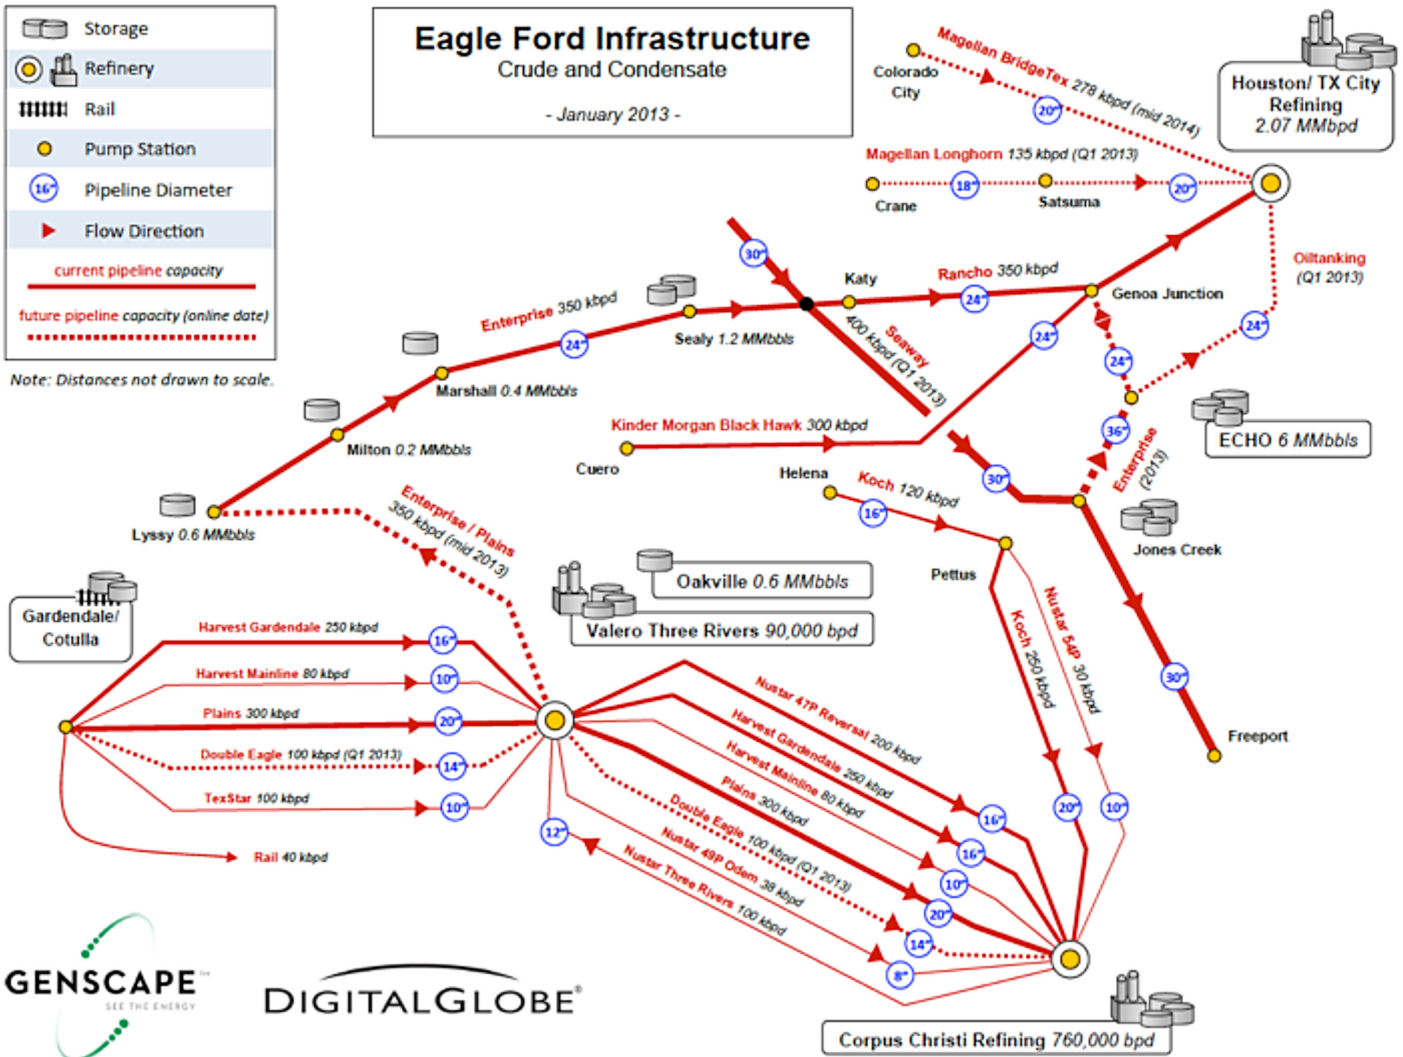 Storage
Refinery
Rail
Pump Station
16" Pipeline Diameter
Flow Direction
current pipeline capacity
future pipeline capacity (online date)
Note: Distances not drawn to scale.
Eagle Ford Infrastructure
Crude and Condensate
- January 2013 -
Magellan BridgeTex 278 kbpd (mid 2014)
Colorado
City
20"
Houston/ TX City
Refining
2.07 MMbpd
Magellan Longhorn 135 kbpd (Q1 2013)
18"
20"
Crane
Satsuma
30"
Katy
Rancho 350 kbpd
24"
Genoa Junction
Oiltanking
(Q1 2013)
24"
Enterprise 350 kbpd
24"
Sealy 1.2 MMbbls
Seaway
400 kbpd (Q1 2013)
24"
24"
Marshall 0.4 MMbbls
Milton 0.2 MMbbls
Kinder Morgan Black Hawk 300 kbpd
Cuero
36"
Enterprise
(2013)
ECHO 6 MMbbls
Helena
Koch 120 kbpd
16"
30"
Jones Creek
Lyssy 0.6 MMbbls
Enterprise / Plains
350 kbpd (mid 2013)
Pettus
Oakville 0.6 MMbbls
Valero Three Rivers 90,000 bpd
Gardendale/
Cotulla
Harvest Gardendale 250 kbpd
16"
Harvest Mainline 80 kbpd
10"
Plains 300 kbpd
20"
Double Eagle 100 kbpd (Q1 2013)
14"
TexStar 100 kbpd
10"
Rail 40 kbpd
Koch 250 kbpd
20"
Nustar 54P 30 kbpd
10"
30"
Freeport
Nustar 47P Reversal 200 kbpd
16"
Harvest Gardendale 250 kbpd
16"
Harvest Mainline 80 kbpd
10"
Plains 300 kbpd
20"
Double Eagle 100 kbpd (Q1 2013)
14"
Nustar 49P Odem 38 kbpd
8"
Nustar Three Rivers 100 kbpd
12"
GENSCAPE™
SEE THE ENERGY
DIGITALGLOBE®
Corpus Christi Refining 760,000 bpd